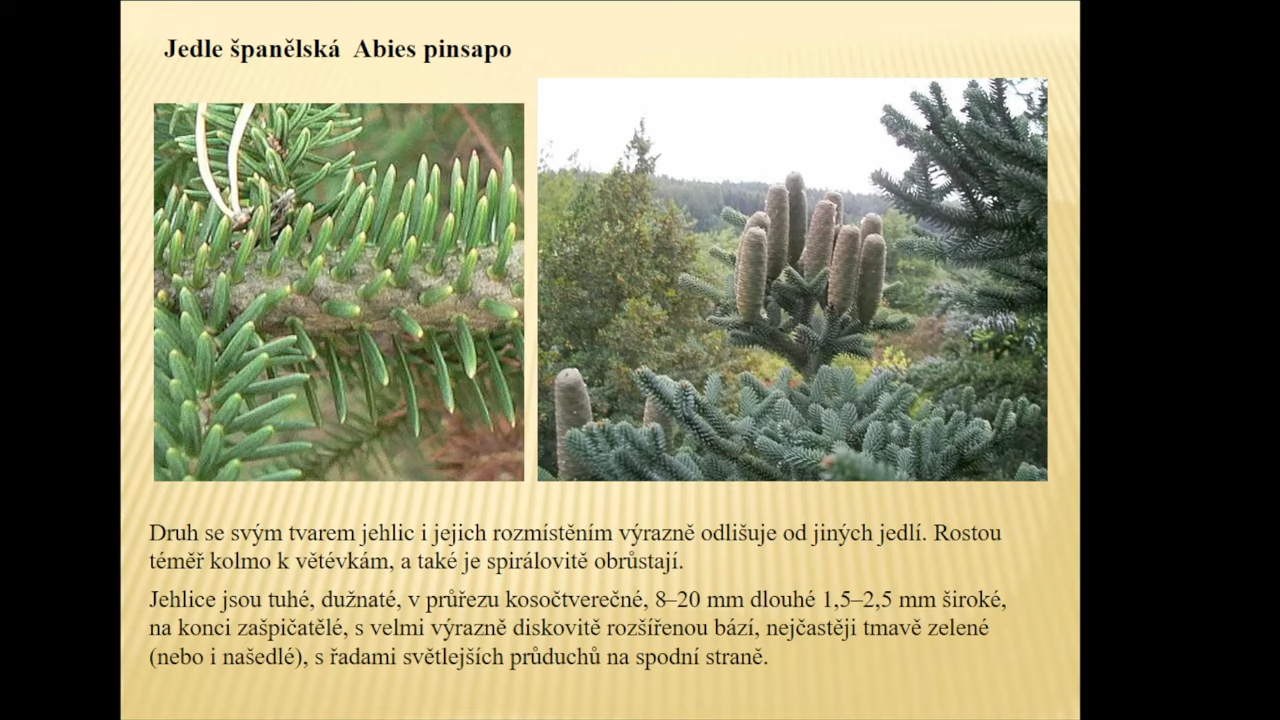 Jedle španělská  Abies pinsapo
Druh se svým tvarem jehlic i jejich rozmístěním výrazně odlišuje od jiných jedlí. Rostou
téměř kolmo k větévkám, a také je spirálovitě obrůstají.
Jehlice jsou tuhé, dužnaté, v průřezu kosočtverečné, 8–20 mm dlouhé 1,5–2,5 mm široké,
na konci zašpičatělé, s velmi výrazně diskovitě rozšířenou bází, nejčastěji tmavě zelené
(nebo i našedlé), s řadami světlejších průduchů na spodní straně.